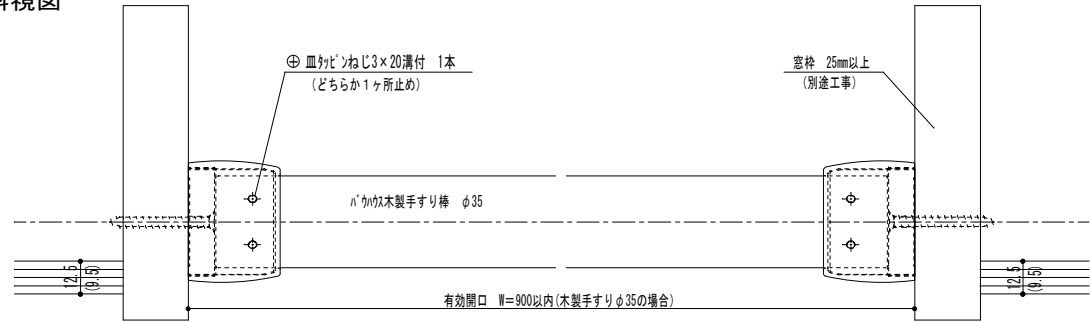 斜視図
⊕ 皿タッピンねじ3×20溝付 1本
(どちらか1ヶ所止め)
窓枠 25mm以上
(別途工事)
バウハウス木製手すり棒 φ35
12.5
(9.5)
12.5
(9.5)
有効開口 W=900以内(木製手すりφ35の場合)